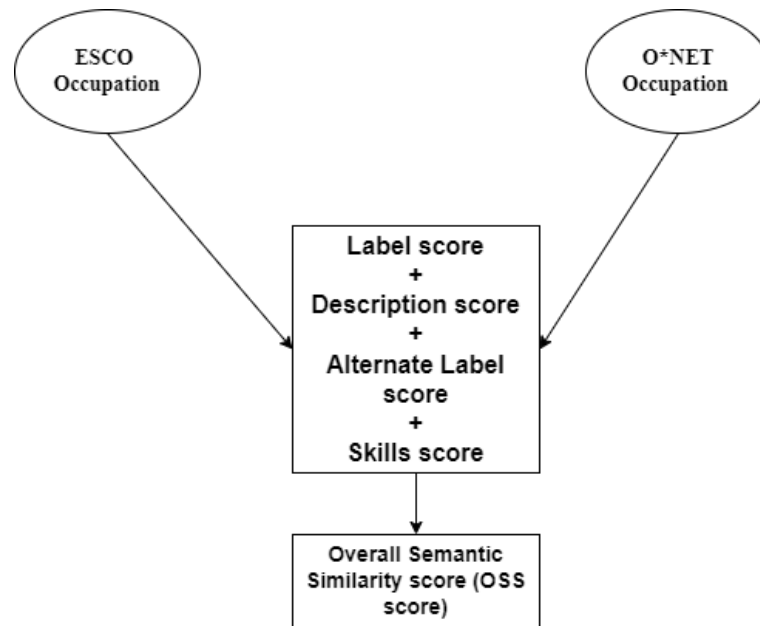 ESCO
Occupation
O*NET
Occupation
Label score
+
Description score
+
Alternate Label
score
+
Skills score
Overall Semantic
Similarity score (OSS
score)